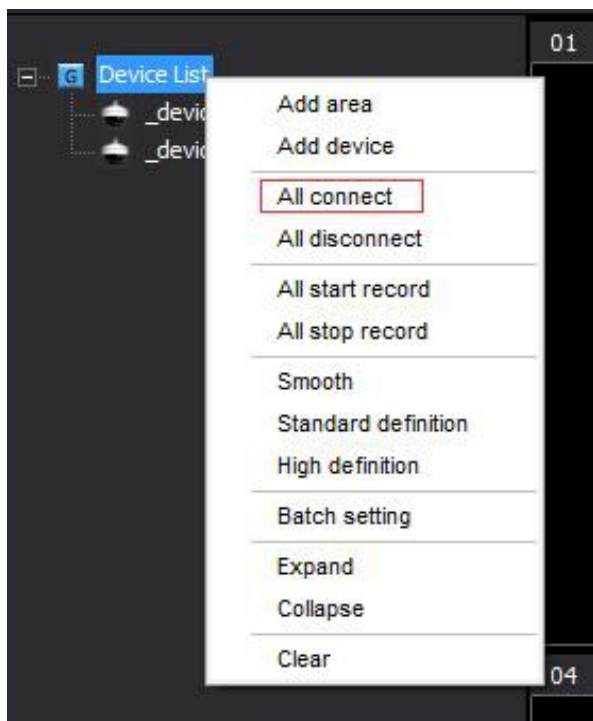 01
G Device List
_devic
_devic
Add area
Add device
All connect
All disconnect
All start record
All stop record
Smooth
Standard definition
High definition
Batch setting
Expand
Collapse
Clear
04